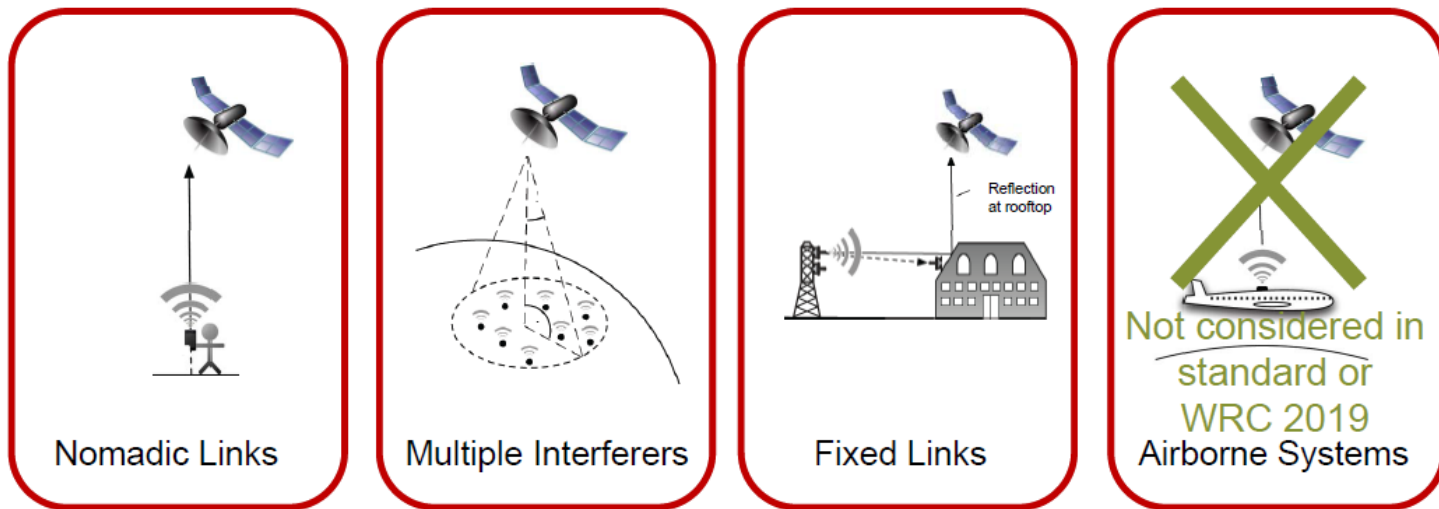 Reflection
at rooftop
Not considered in
standard or
WRC 2019
Nomadic Links
Multiple Interferers
Fixed Links
Airborne Systems